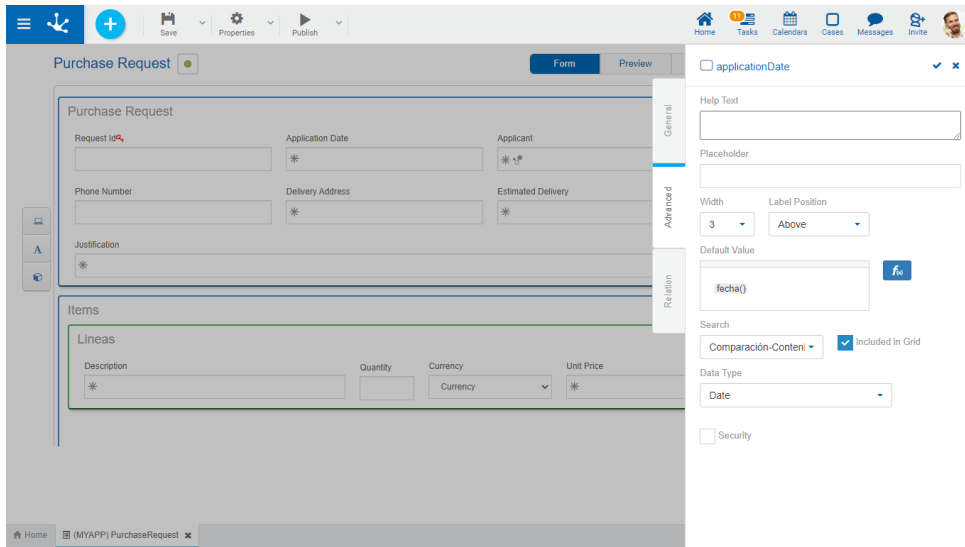 Save
Properties
Publish
Home
11
Tasks
Calendars
Cases
Messages
Invite
Purchase Request
Form
Preview
Purchase Request
Request Id
Application Date
Applicant
Phone Number
Delivery Address
Estimated Delivery
Justification
A
Items
Lineas
Description
Quantity
Currency
Unit Price
Currency
General
Advanced
Relation
applicationDate
Help Text
Placeholder
Width
Label Position
3
Above
Default Value
fecha()
f(x)
Search
Comparación-Conteni
Included in Grid
Data Type
Date
Security
Home
(MYAPP) PurchaseRequest